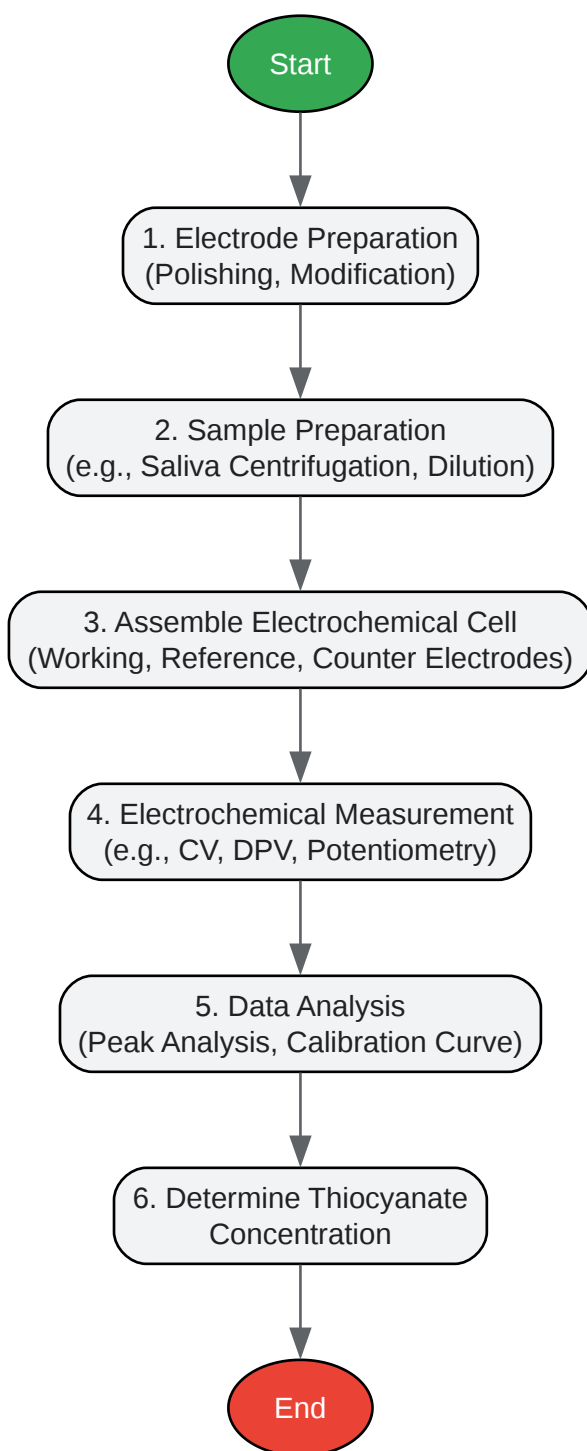 Start
1. Electrode Preparation
(Polishing, Modification)
2. Sample Preparation
(e.g., Saliva Centrifugation, Dilution)
3. Assemble Electrochemical Cell
(Working, Reference, Counter Electrodes)
4. Electrochemical Measurement
(e.g., CV, DPV, Potentiometry)
5. Data Analysis
(Peak Analysis, Calibration Curve)
6. Determine Thiocyanate
Concentration
End